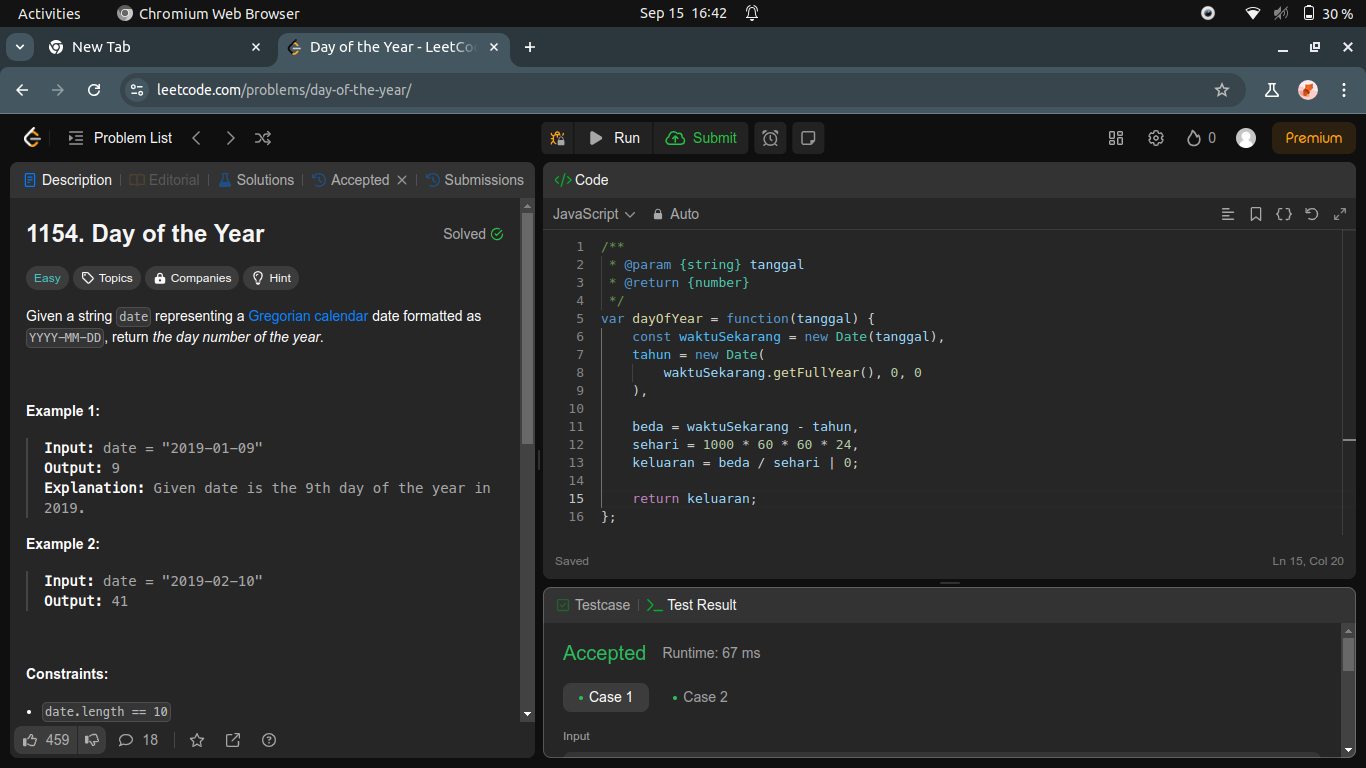 Activities
Chromium Web Browser
Sep 15 16:42
30 %
New Tab
Day of the Year - LeetCo
leetcode.com/problems/day-of-the-year/
Problem List
Run
Submit
0
Premium
Description
Editorial
Solutions
Accepted
Submissions
1154. Day of the Year
Solved
Easy
Topics
Companies
Hint
Given a string date representing a Gregorian calendar date formatted as
YYYY-MM-DD, return the day number of the year.
Example 1:
Input: date = "2019-01-09"
Output: 9
Explanation: Given date is the 9th day of the year in
2019.
Example 2:
Input: date = "2019-02-10"
Output: 41
Constraints:
• date.length == 10
459
18
</> Code
JavaScript
Auto
1 /**
2 * @param {string} tanggal
3 * @return {number}
4 */
5 var dayOfYear = function(tanggal) {
6 const waktuSekarang = new Date(tanggal),
7 tahun = new Date(
8 waktuSekarang.getFullYear(), 0, 0
9 ),
10
11 beda = waktuSekarang - tahun,
12 sehari = 1000 * 60 * 60 * 24,
13 keluaran = beda / sehari | 0;
14
15 return keluaran;
16 };
Saved
Ln 15, Col 20
Testcase
Test Result
Accepted
Runtime: 67 ms
• Case 1
• Case 2
Input